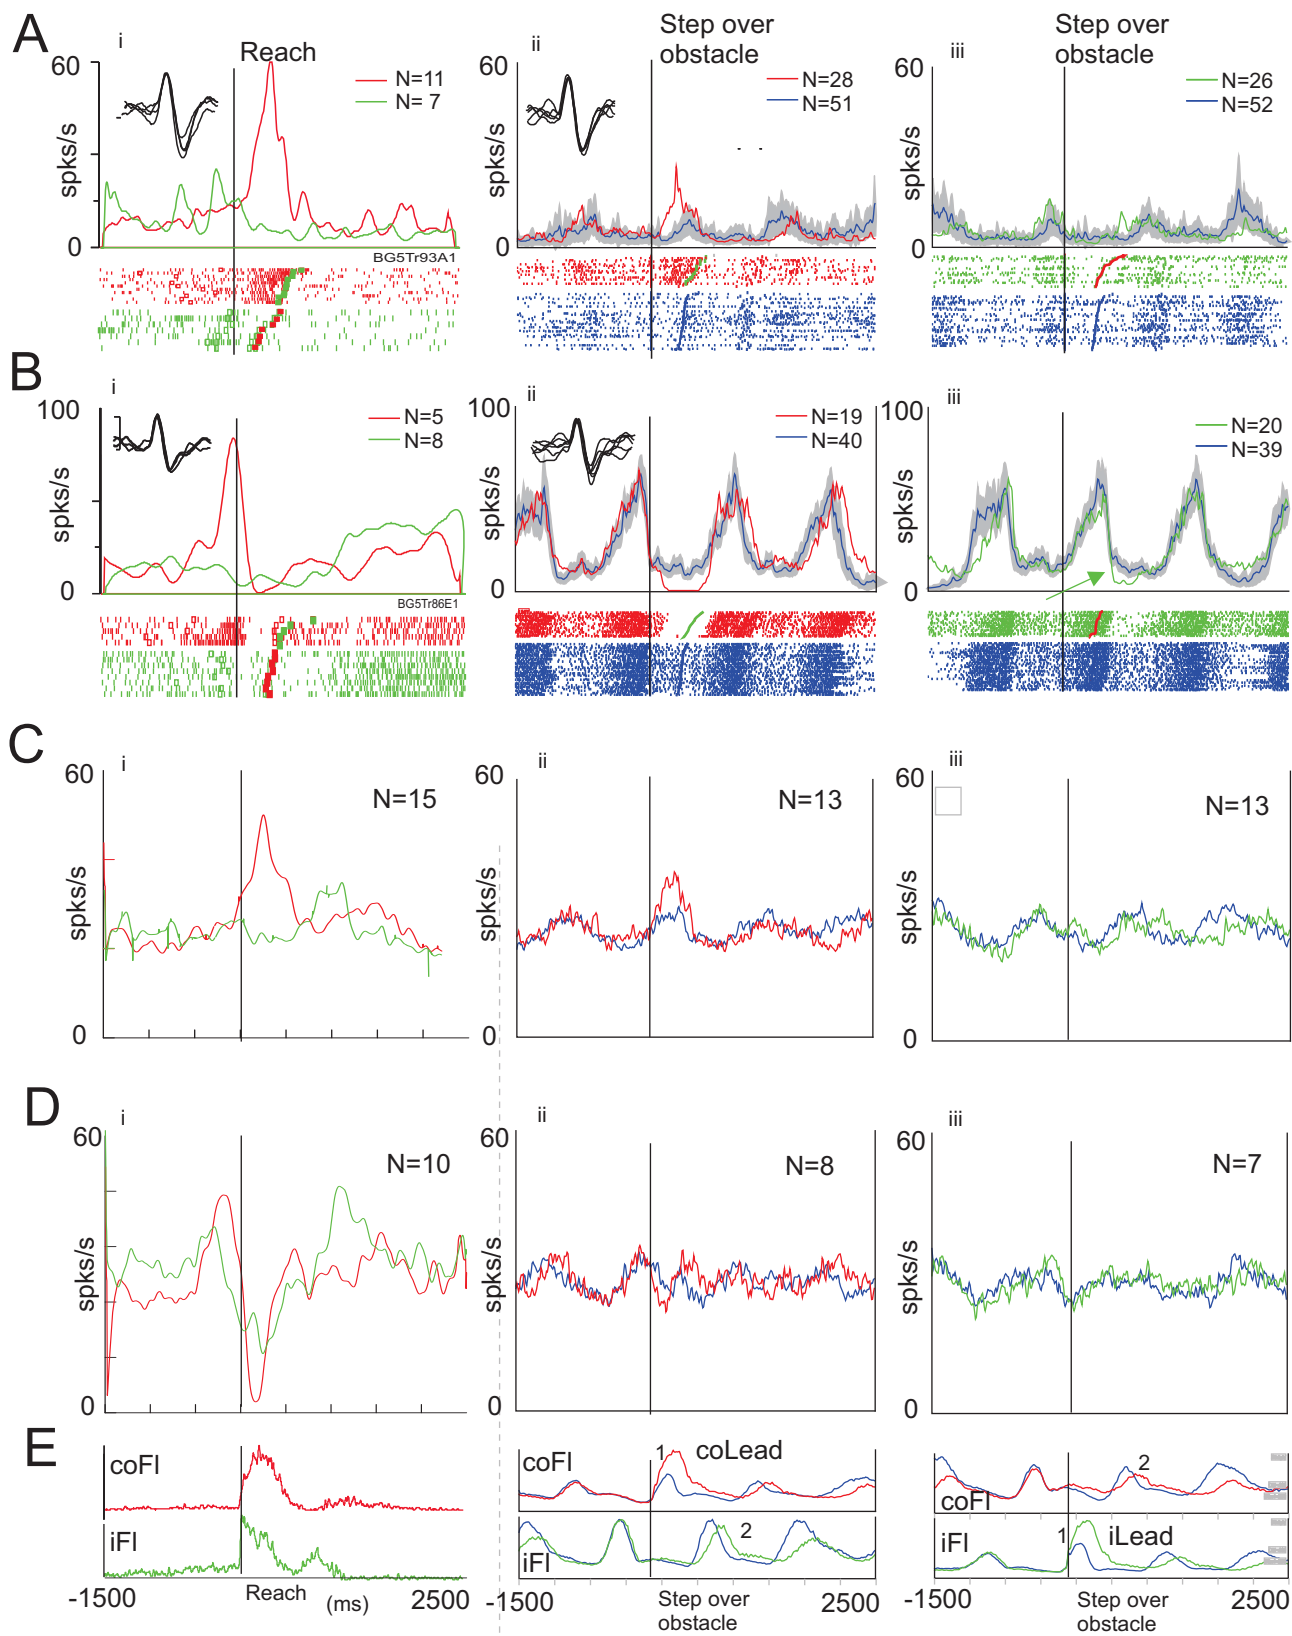 A
i
Reach
60
spks/s
0
N=11
N= 7
BG5Tr93A1
ii
Step over
obstacle
60
spks/s
0
N=28
N=51
iii
Step over
obstacle
60
spks/s
0
N=26
N=52
B
i
100
spks/s
0
N=5
N=8
BG5Tr86E1
ii
100
spks/s
0
N=19
N=40
iii
100
spks/s
0
N=20
N=39
C
i
60
spks/s
0
N=15
ii
60
spks/s
0
N=13
iii
60
spks/s
0
N=13
D
i
60
spks/s
0
N=10
ii
60
spks/s
0
N=8
iii
60
spks/s
0
N=7
E
coFl
iFl
-1500
Reach
(ms)
2500
coFl
1
coLead
iFl
2
-1500
Step over
obstacle
2500
coFl
2
iFl
1
iLead
-1500
Step over
obstacle
2500